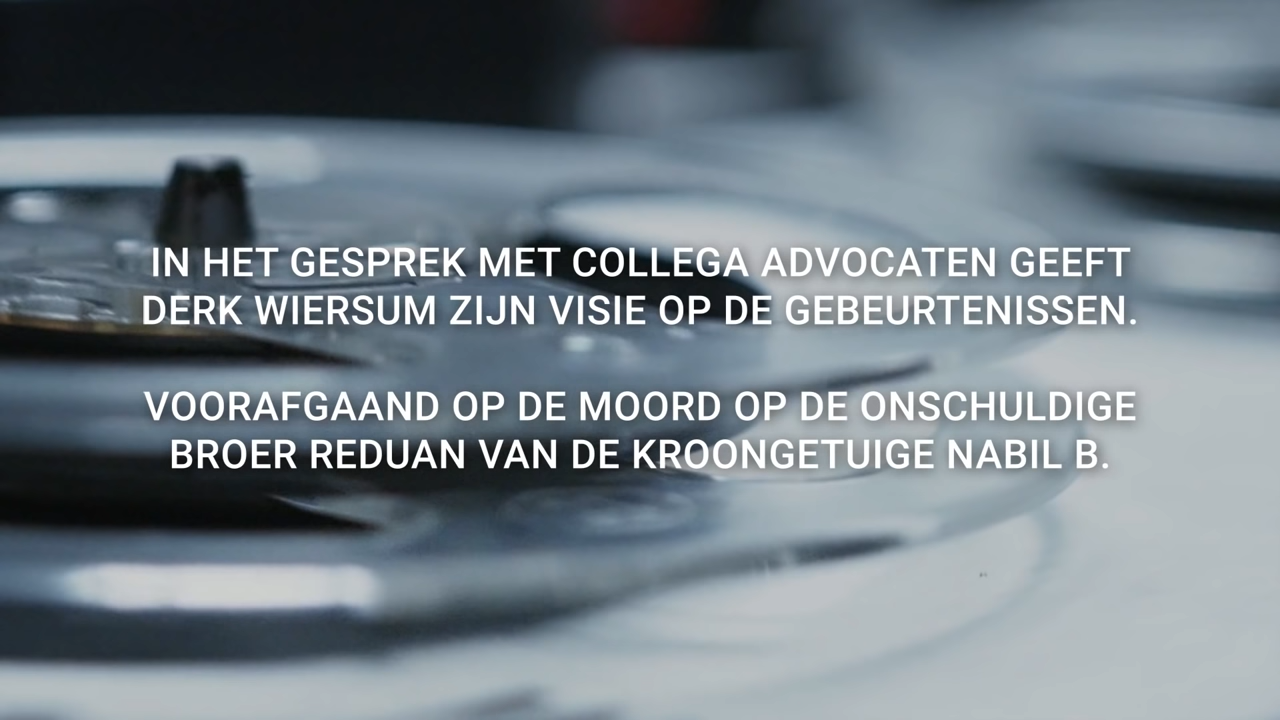 IN HET GESPREK MET COLLEGA ADVOCATEN GEEFT
DERK WIERSUM ZIJN VISIE OP DE GEBEURTENISSEN.
VOORAFGAAND OP DE MOORD OP DE ONSCHULDIGE
BROER REDUAN VAN DE KROONGETUIGE NABIL B.